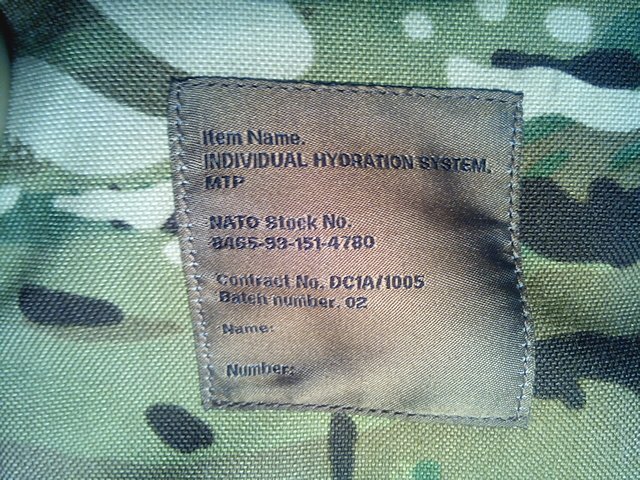 Item Name.
INDIVIDUAL HYDRATION SYSTEM.
MTP
NATO Stock No.
8465-99-151-4780
Contract No. DC1A/1005
Batch number. 02
Name:
Number: